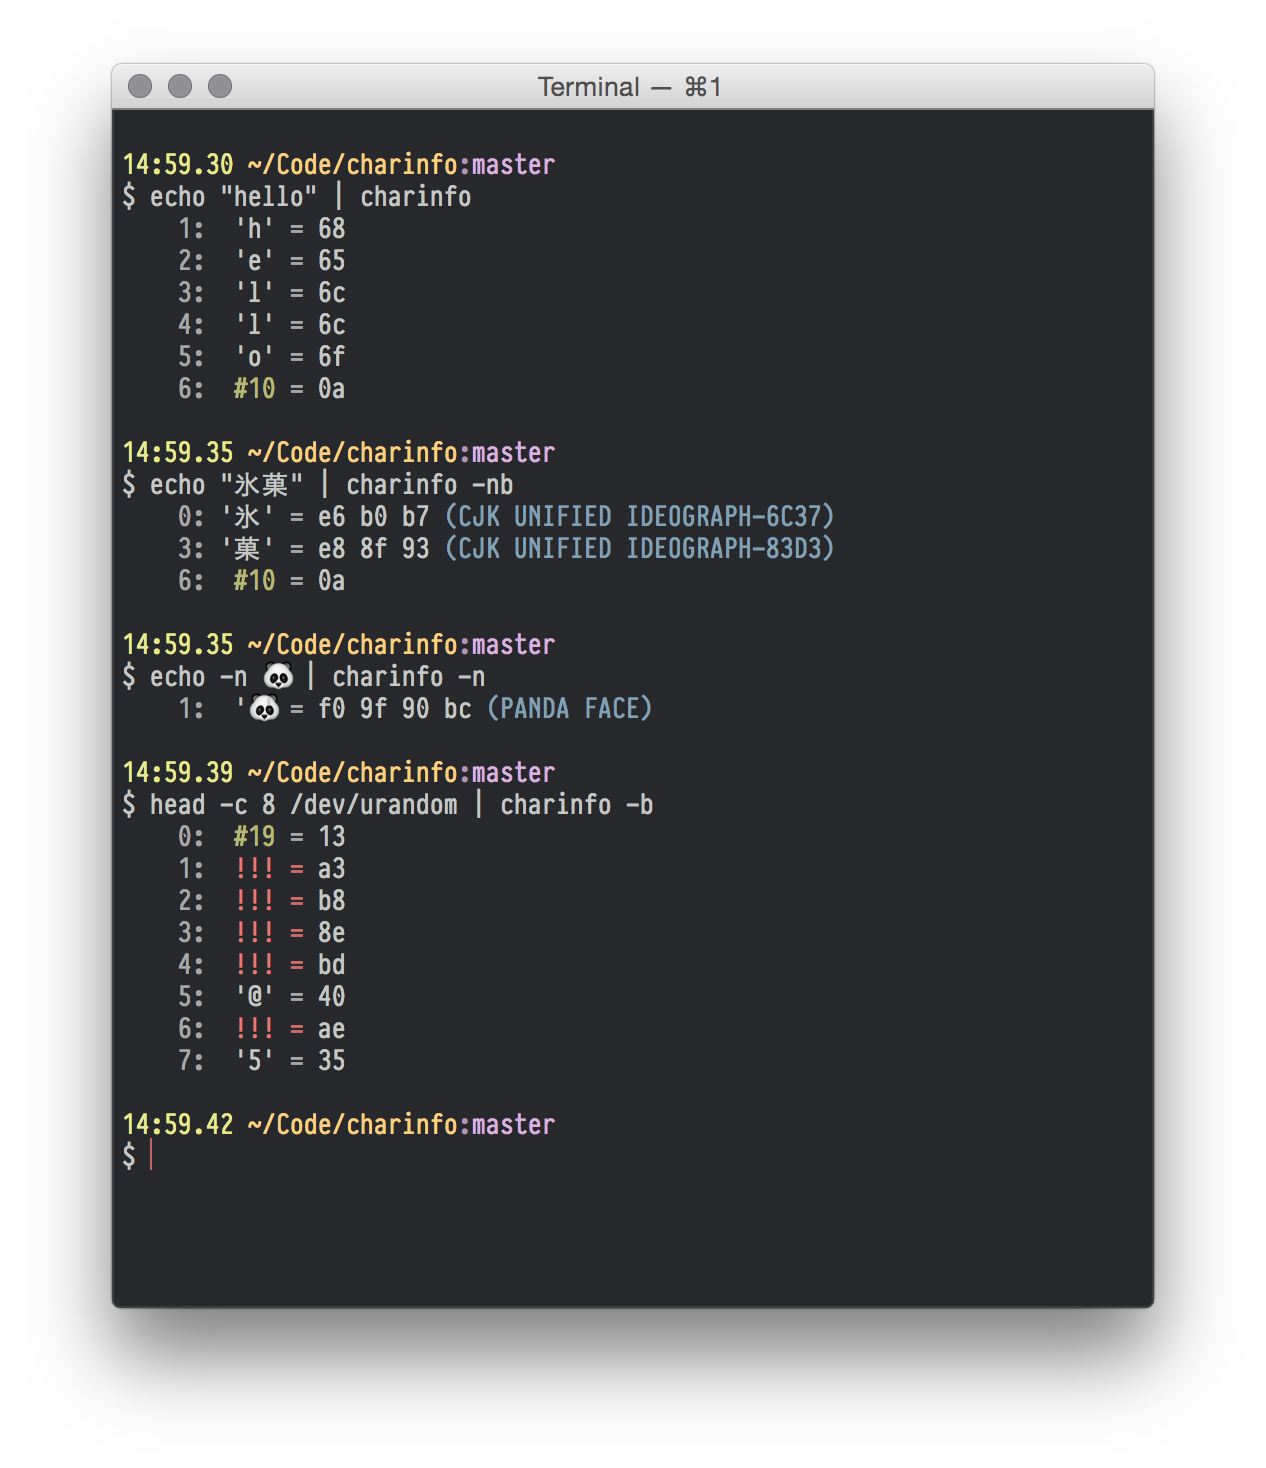 Terminal — ⌘1
14:59.30 ~/Code/charinfo:master
$ echo "hello" | charinfo
1: 'h' = 68
2: 'e' = 65
3: 'l' = 6c
4: 'l' = 6c
5: 'o' = 6f
6: #10 = 0a
14:59.35 ~/Code/charinfo:master
$ echo "氷菓" | charinfo -nb
0: '氷' = e6 b0 b7 (CJK UNIFIED IDEOGRAPH-6C37)
3: '菓' = e8 8f 93 (CJK UNIFIED IDEOGRAPH-83D3)
6: #10 = 0a
14:59.35 ~/Code/charinfo:master
$ echo -n 🐼 | charinfo -n
1: '🐼 = f0 9f 90 bc (PANDA FACE)
14:59.39 ~/Code/charinfo:master
$ head -c 8 /dev/urandom | charinfo -b
0: #19 = 13
1: !!! = a3
2: !!! = b8
3: !!! = 8e
4: !!! = bd
5: '@' = 40
6: !!! = ae
7: '5' = 35
14:59.42 ~/Code/charinfo:master
$